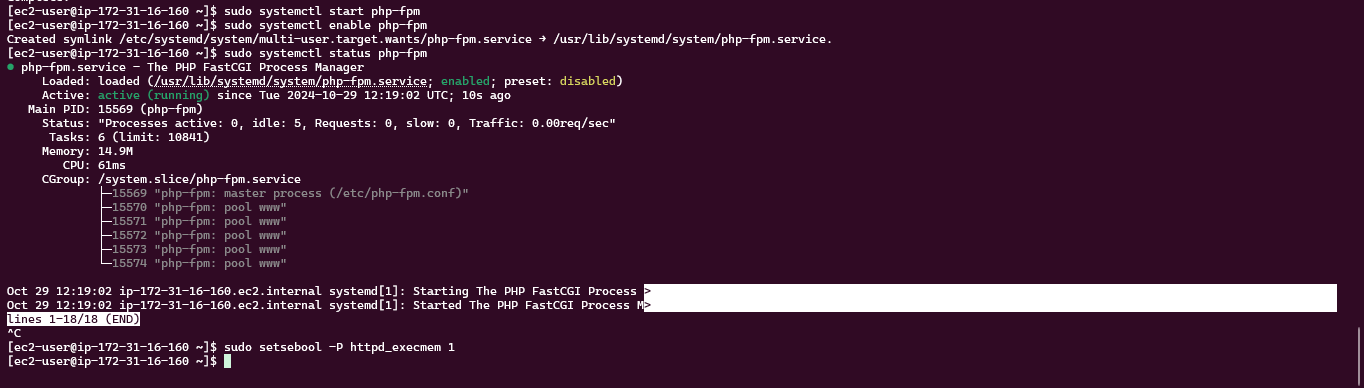 [ec2-user@ip-172-31-16-160 ~]$ sudo systemctl start php-fpm
[ec2-user@ip-172-31-16-160 ~]$ sudo systemctl enable php-fpm
Created symlink /etc/systemd/system/multi-user.target.wants/php-fpm.service → /usr/lib/systemd/system/php-fpm.service.
[ec2-user@ip-172-31-16-160 ~]$ sudo systemctl status php-fpm
● php-fpm.service - The PHP FastCGI Process Manager
     Loaded: loaded (/usr/lib/systemd/system/php-fpm.service; enabled; preset: disabled)
     Active: active (running) since Tue 2024-10-29 12:19:02 UTC; 10s ago
   Main PID: 15569 (php-fpm)
     Status: "Processes active: 0, idle: 5, Requests: 0, slow: 0, Traffic: 0.00req/sec"
      Tasks: 6 (limit: 10841)
     Memory: 14.9M
        CPU: 61ms
     CGroup: /system.slice/php-fpm.service
             ├─15569 "php-fpm: master process (/etc/php-fpm.conf)"
             ├─15570 "php-fpm: pool www"
             ├─15571 "php-fpm: pool www"
             ├─15572 "php-fpm: pool www"
             ├─15573 "php-fpm: pool www"
             └─15574 "php-fpm: pool www"
Oct 29 12:19:02 ip-172-31-16-160.ec2.internal systemd[1]: Starting The PHP FastCGI Process >
Oct 29 12:19:02 ip-172-31-16-160.ec2.internal systemd[1]: Started The PHP FastCGI Process M>
lines 1-18/18 (END)
^C
[ec2-user@ip-172-31-16-160 ~]$ sudo setsebool -P httpd_execmem 1
[ec2-user@ip-172-31-16-160 ~]$